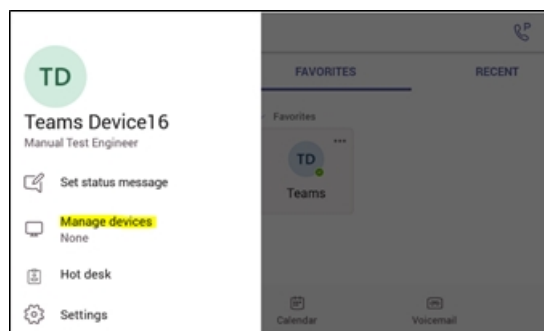 TD
Teams Device16
Manual Test Engineer
Set status message
Manage devices
None
Hot desk
Settings
P
FAVORITES
RECENT
Favorites
TD
Teams
Calendar
Voicemail